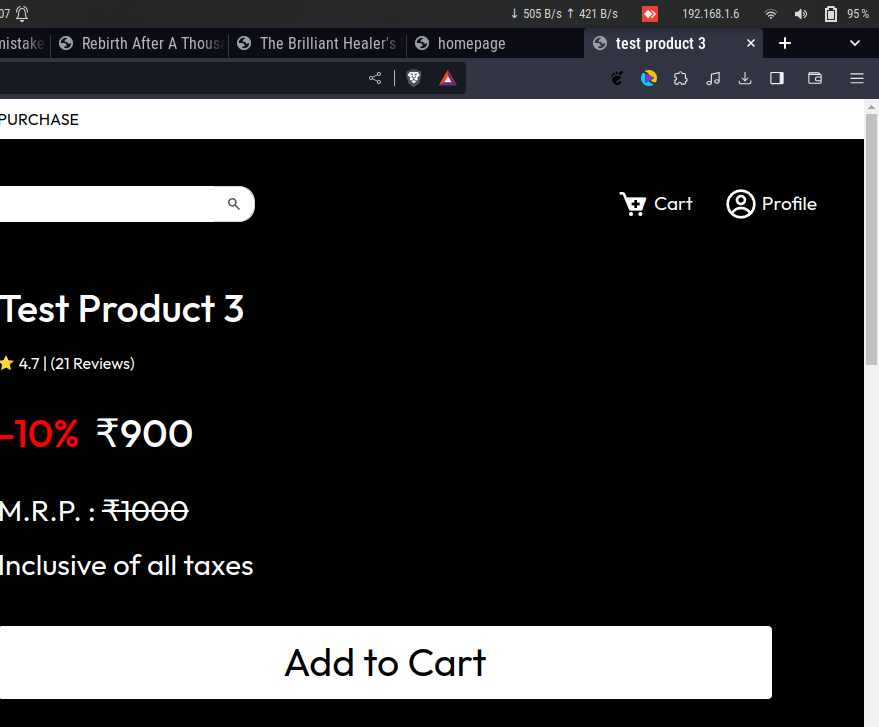 07 ↓ 505 B/s ↑ 421 B/s 192.168.1.6 95 %
mistake Rebirth After A Thous The Brilliant Healer's homepage test product 3
PURCHASE
Cart Profile
Test Product 3
4.7 | (21 Reviews)
-10% ₹900
M.R.P. : ₹1000
Inclusive of all taxes
Add to Cart